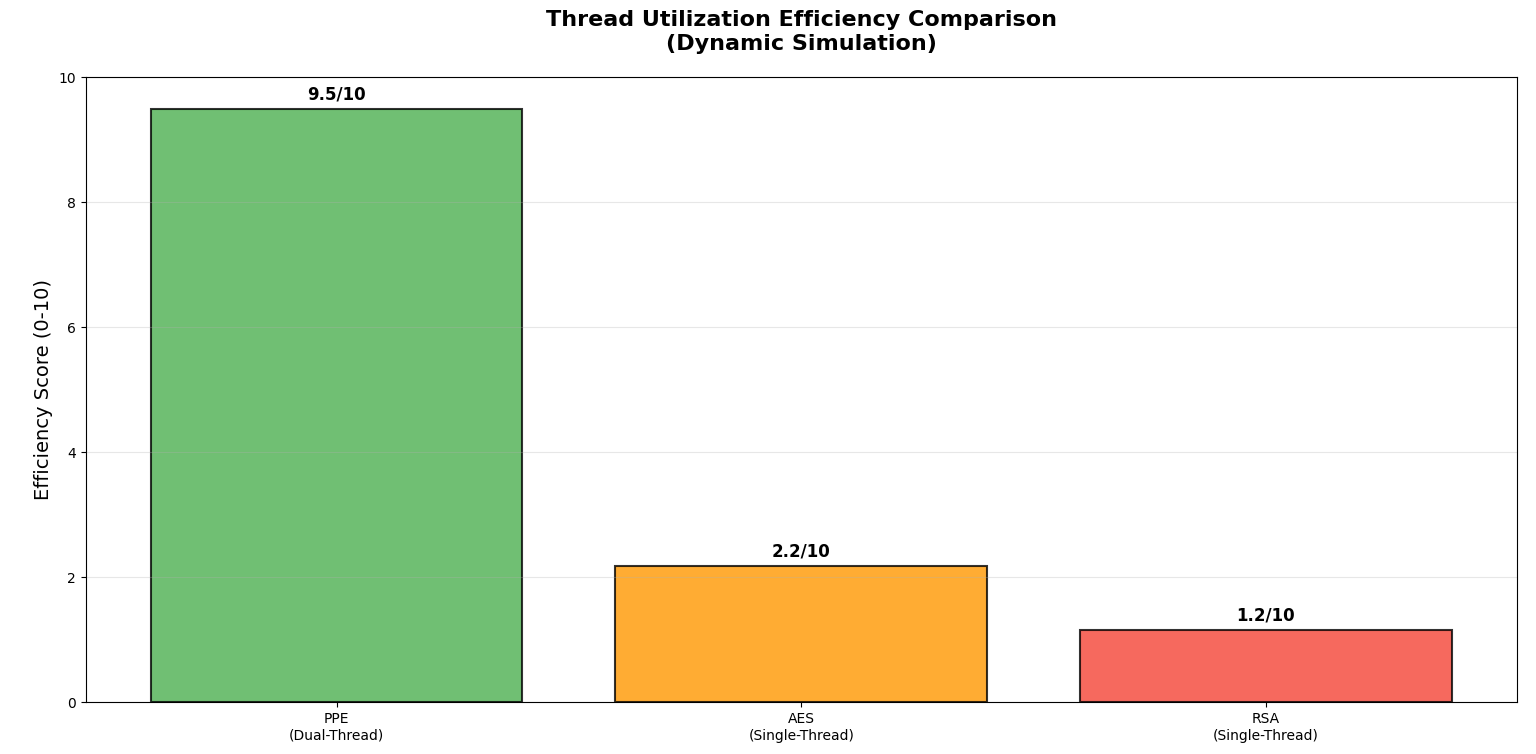 Thread Utilization Efficiency Comparison
(Dynamic Simulation)
Efficiency Score (0-10)
10
8
6
4
2
0
9.5/10
2.2/10
1.2/10
PPE
(Dual-Thread)
AES
(Single-Thread)
RSA
(Single-Thread)